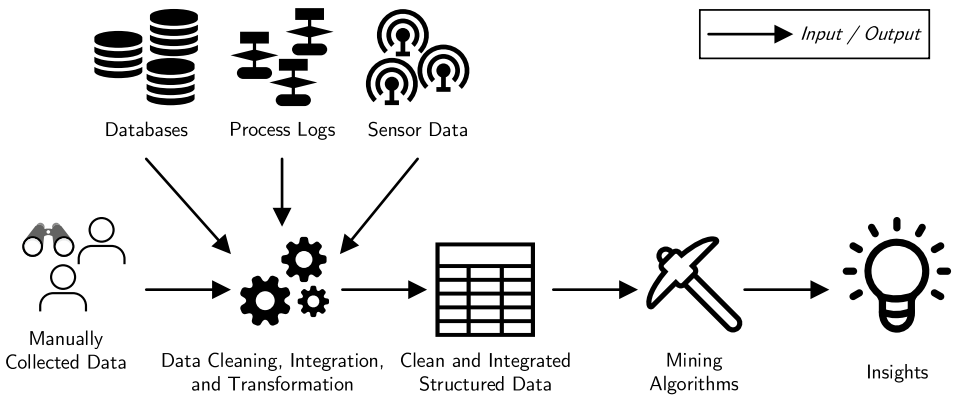 Input / Output
Databases
Process Logs
Sensor Data
Manually
Collected Data
Data Cleaning, Integration,
and Transformation
Clean and Integrated
Structured Data
Mining
Algorithms
Insights